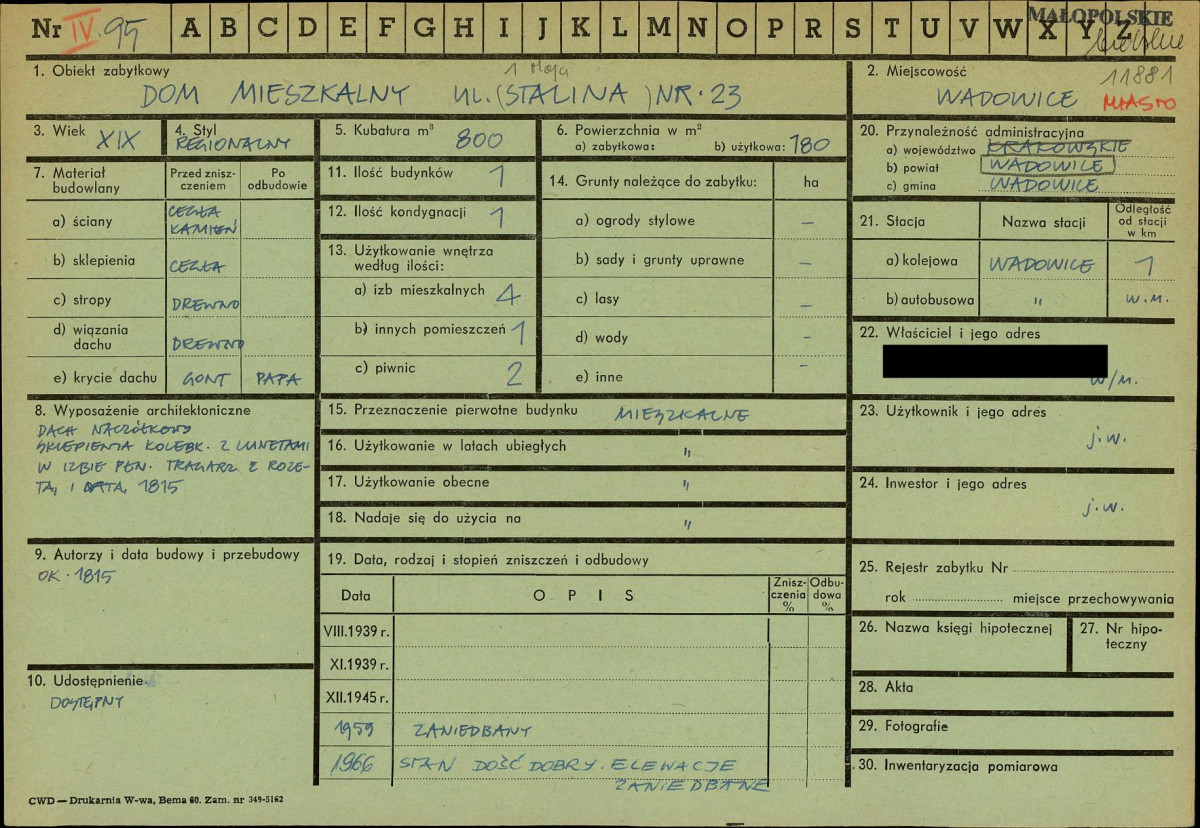 Nr IV.95 A B C D E F G H I J K L M N O P R S T U V W X Y Z
MAŁOPOLSKIE
bielskie
1. Obiekt zabytkowy
1 Maja
DOM MIESZKALNY UL. (STALINA) NR. 23
2. Miejscowość
11881
WADOWICE MIASTO
3. Wiek XIX
4. Styl
REGIONALNY
5. Kubatura m³ 800
6. Powierzchnia w m²
a) zabytkowa: b) użytkowa: 180
20. Przynależność administracyjna
a) województwo KRAKOWSKIE
b) powiat WADOWICE
c) gmina WADOWICE
7. Materiał budowlany
Przed zniszczeniem
Po odbudowie
a) ściany CEGŁA KAMIEŃ
b) sklepienia CEGŁA
c) stropy DREWNO
d) wiązania dachu DREWNO
e) krycie dachu GONT PAPA
11. Ilość budynków 1
12. Ilość kondygnacji 1
13. Użytkowanie wnętrza
według ilości:
a) izb mieszkalnych 4
b) innych pomieszczeń 1
c) piwnic 2
14. Grunty należące do zabytku: ha
a) ogrody stylowe –
b) sady i grunty uprawne –
c) lasy –
d) wody –
e) inne –
21. Stacja
Nazwa stacji
Odległość
od stacji
w km
a) kolejowa WADOWICE 1
b) autobusowa " W.M.
22. Właściciel i jego adres
W/M.
8. Wyposażenie architektoniczne
DACH NACZÓŁKOWY
SKLEPIENIA KOLEBK. Z LUNETAMI
W IZBIE PŁN. TRAGARZ Z ROZE-
TĄ, I DATĄ, 1815
15. Przeznaczenie pierwotne budynku MIESZKALNE
16. Użytkowanie w latach ubiegłych "
17. Użytkowanie obecne "
18. Nadaje się do użycia na "
23. Użytkownik i jego adres
j.w.
24. Inwestor i jego adres
j.w.
9. Autorzy i data budowy i przebudowy
OK. 1815
10. Udostępnienie
DOSTĘPNY
19. Data, rodzaj i stopień zniszczeń i odbudowy
Data
OPIS
Zniszczenia %
Odbudowa %
VIII.1939 r.
XI.1939 r.
XII.1945 r.
1959 ZANIEDBANY
1966 STAN DOŚĆ DOBRY. ELEWACJE
ZANIEDBANE
25. Rejestr zabytku Nr
rok miejsce przechowywania
26. Nazwa księgi hipotecznej
27. Nr hipo-
teczny
28. Akta
29. Fotografie
30. Inwentaryzacja pomiarowa
CWD — Drukarnia W-wa, Bema 60. Zam. nr 349-5162